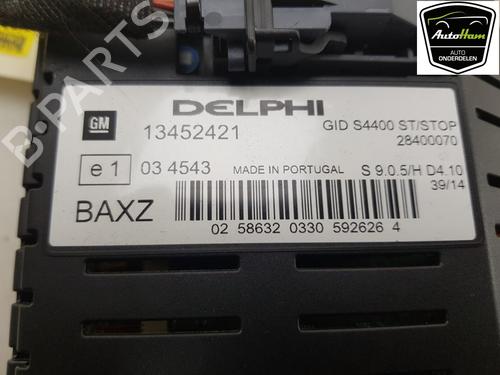 AutoHam
AUTO
ONDERDELEN
B-PARTS
DELPHI
GM
13452421
GID S4400 ST/STOP
28400070
e 1
03 4543
MADE IN PORTUGAL
S 9.0.5/H D4.10
39/14
BAXZ
02 58632 0330 592626 4